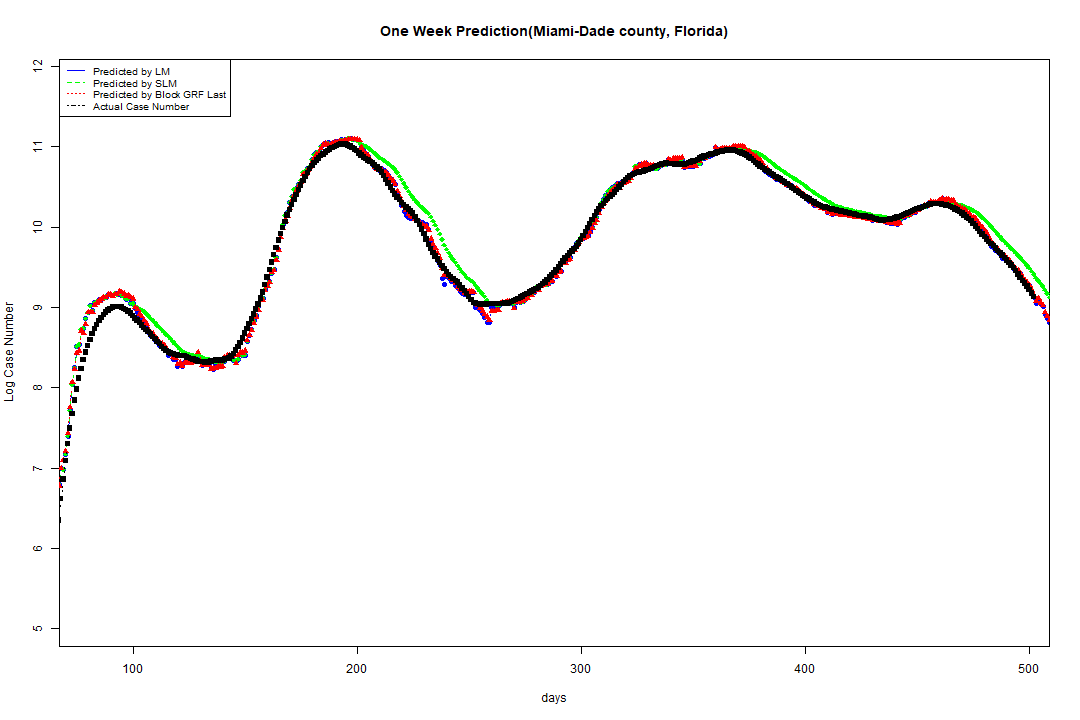 One Week Prediction(Miami-Dade county, Florida)
Predicted by LM
Predicted by SLM
Predicted by Block GRF Last
Actual Case Number
12
11
10
9
8
7
6
5
Log Case Number
100 200 300 400 500
days